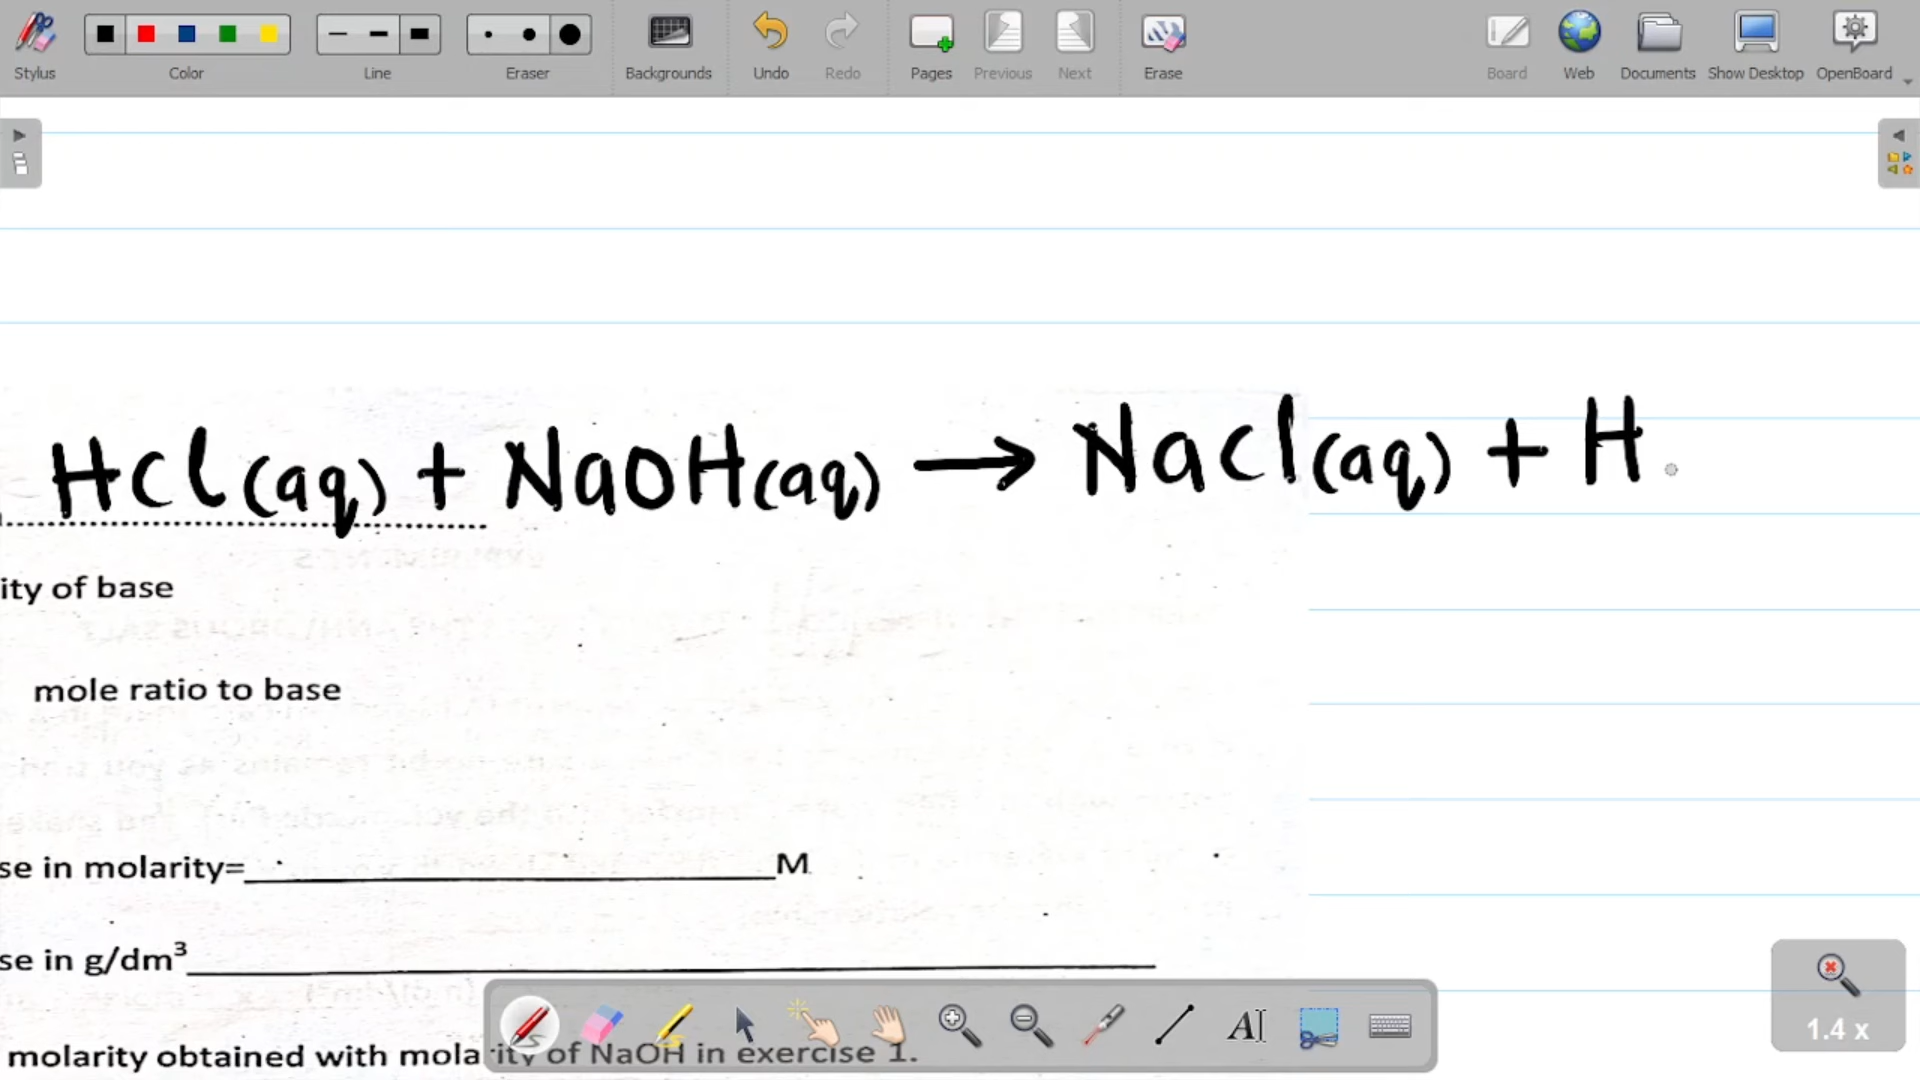 Stylus Color Line Eraser Backgrounds Undo Redo Pages Previous Next Erase Board Web Documents Show Desktop OpenBoard
HCl(aq) + NaOH(aq) → NaCl(aq) + H
ity of base
mole ratio to base
se in molarity=__________M
se in g/dm³__________
molarity obtained with molarity of NaOH in exercise 1.
1.4 x